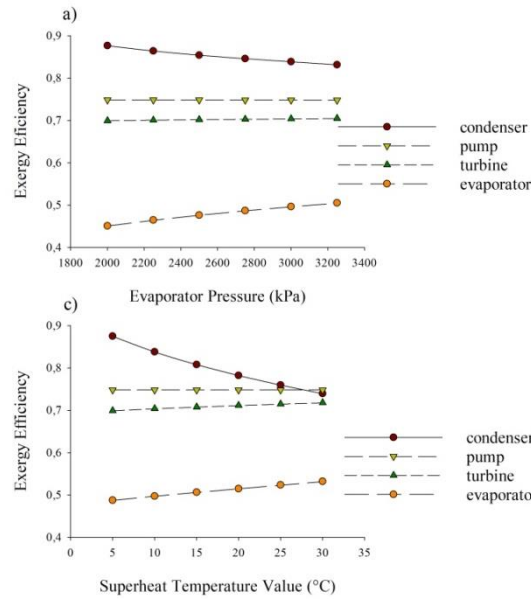 a)
0,9
0,8
0,7
0,6
0,5
0,4
Exergy Eficiency
1800 2000 2200 2400 2600 2800 3000 3200 3400
Evaporator Pressure (kPa)
condenser
pump
turbine
evaporator
c)
0,9
0,8
0,7
0,6
0,5
0,4
Exergy Efficiency
0 5 10 15 20 25 30 35
Superheat Temperature Value (°C)
condenser
pump
turbine
evaporato